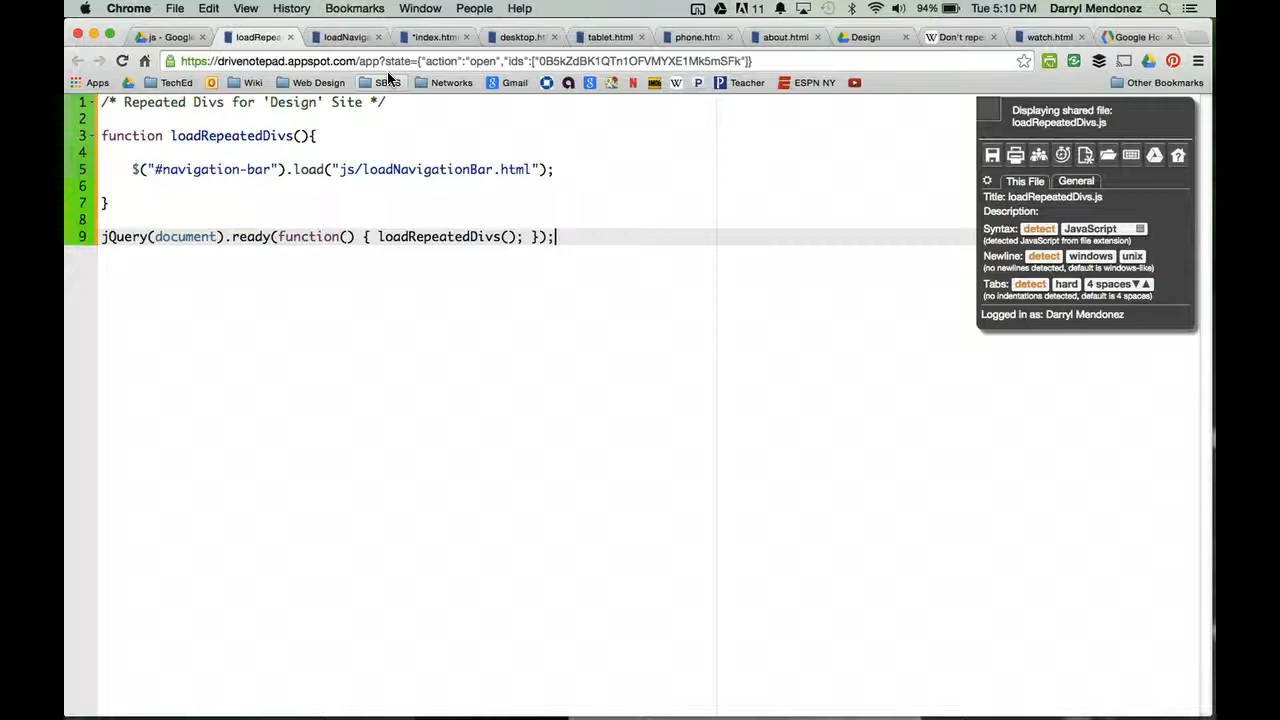 Chrome File Edit View History Bookmarks Window People Help 11 94% Tue 5:10 PM Darryl Mendonez
js - Google loadRepea loadNaviga *index.htm desktop.ht tablet.html phone.htm about.html Design Don't repe watch.html Google Ho
https://drivenotepad.appspot.com/app?state={"action":"open","ids":["0B5kZdBK1QTn1OFVMYXE1Mk5mSFk"]}
Apps TechEd Wiki Web Design Networks Gmail Teacher ESPN NY Other Bookmarks
1 /* Repeated Divs for 'Design' Site */
2
3 function loadRepeatedDivs(){
4
5 $("#navigation-bar").load("js/loadNavigationBar.html");
6
7 }
8
9 jQuery(document).ready(function() { loadRepeatedDivs(); });
Displaying shared file:
loadRepeatedDivs.js
This File General
Title: loadRepeatedDivs.js
Description:
Syntax: detect JavaScript
(detected JavaScript from file extension)
Newline: detect windows unix
(no newlines detected, default is windows-like)
Tabs: detect hard 4 spaces▼▲
(no indentations detected, default is 4 spaces)
Logged in as: Darryl Mendonez